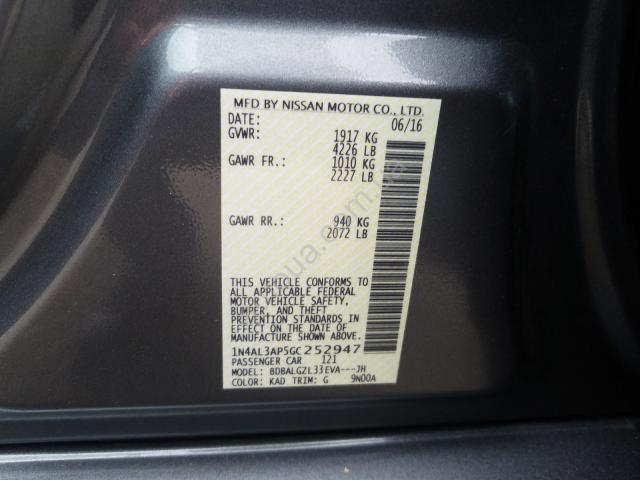 MFD BY NISSAN MOTOR CO., LTD.
DATE: 06/16
GVWR: 1917 KG
4226 LB
GAWR FR.: 1010 KG
2227 LB
GAWR RR.: 940 KG
2072 LB
THIS VEHICLE CONFORMS TO
ALL APPLICABLE FEDERAL
MOTOR VEHICLE SAFETY,
BUMPER, AND THEFT
PREVENTION STANDARDS IN
EFFECT ON THE DATE OF
MANUFACTURE SHOWN ABOVE.
1N4AL3AP5GC252947
PASSENGER CAR 121
MODEL: BDBALGZL33EVA---JH
COLOR: KAD TRIM: G 9N00A